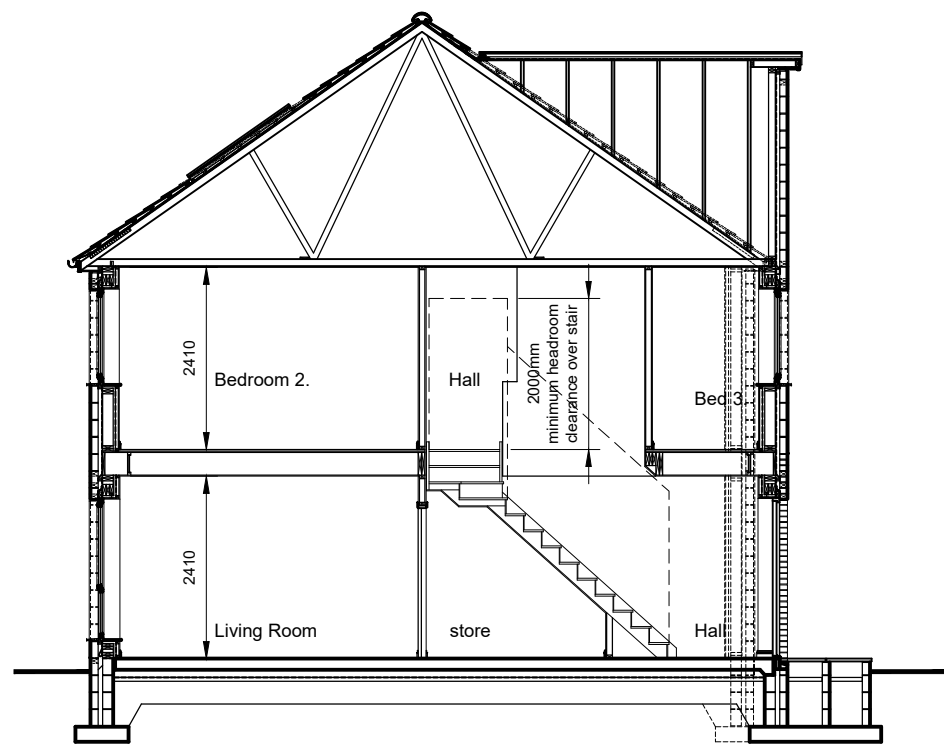 2410
Bedroom 2.
Hall
2000mm
minimum headroom
clearance over stair
Bed 3.
2410
Living Room
store
Hall